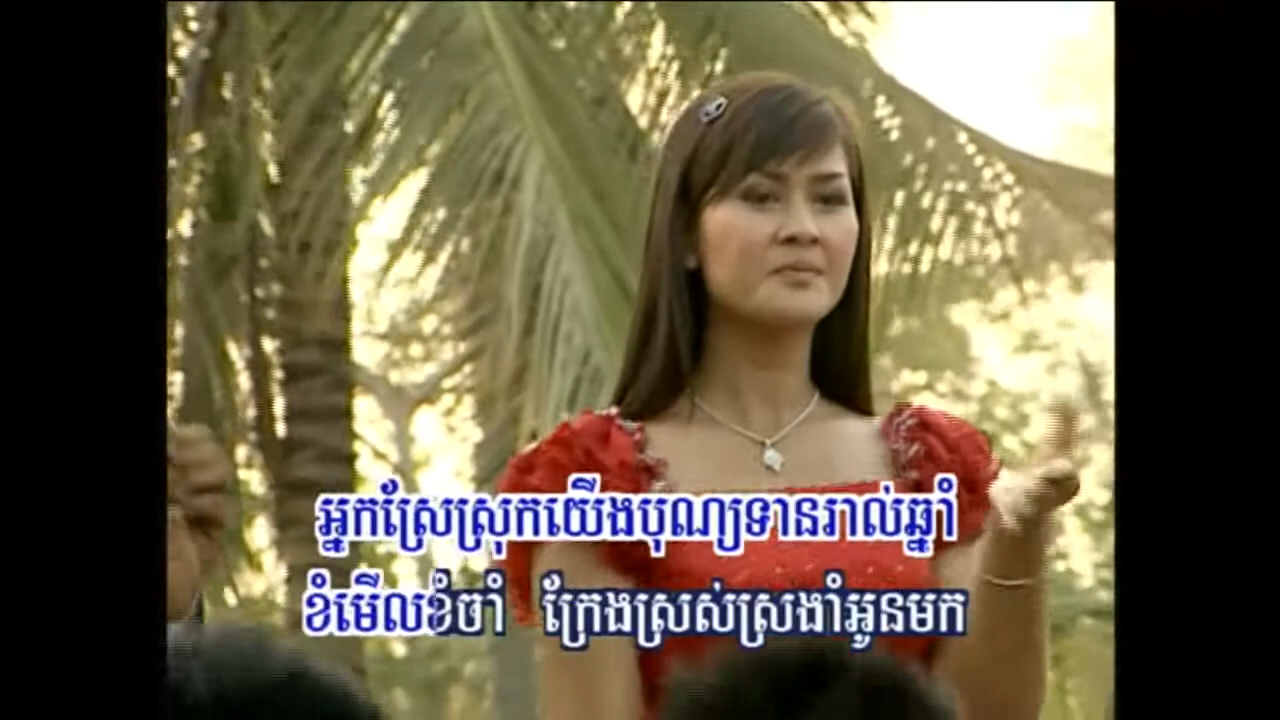 អ្នកស្រែស្រុកយើងបុណ្យទានរាល់ឆ្នាំ
ខំមើលខំចាំ ក្រែងស្រស់ស្រងាំអូនមក